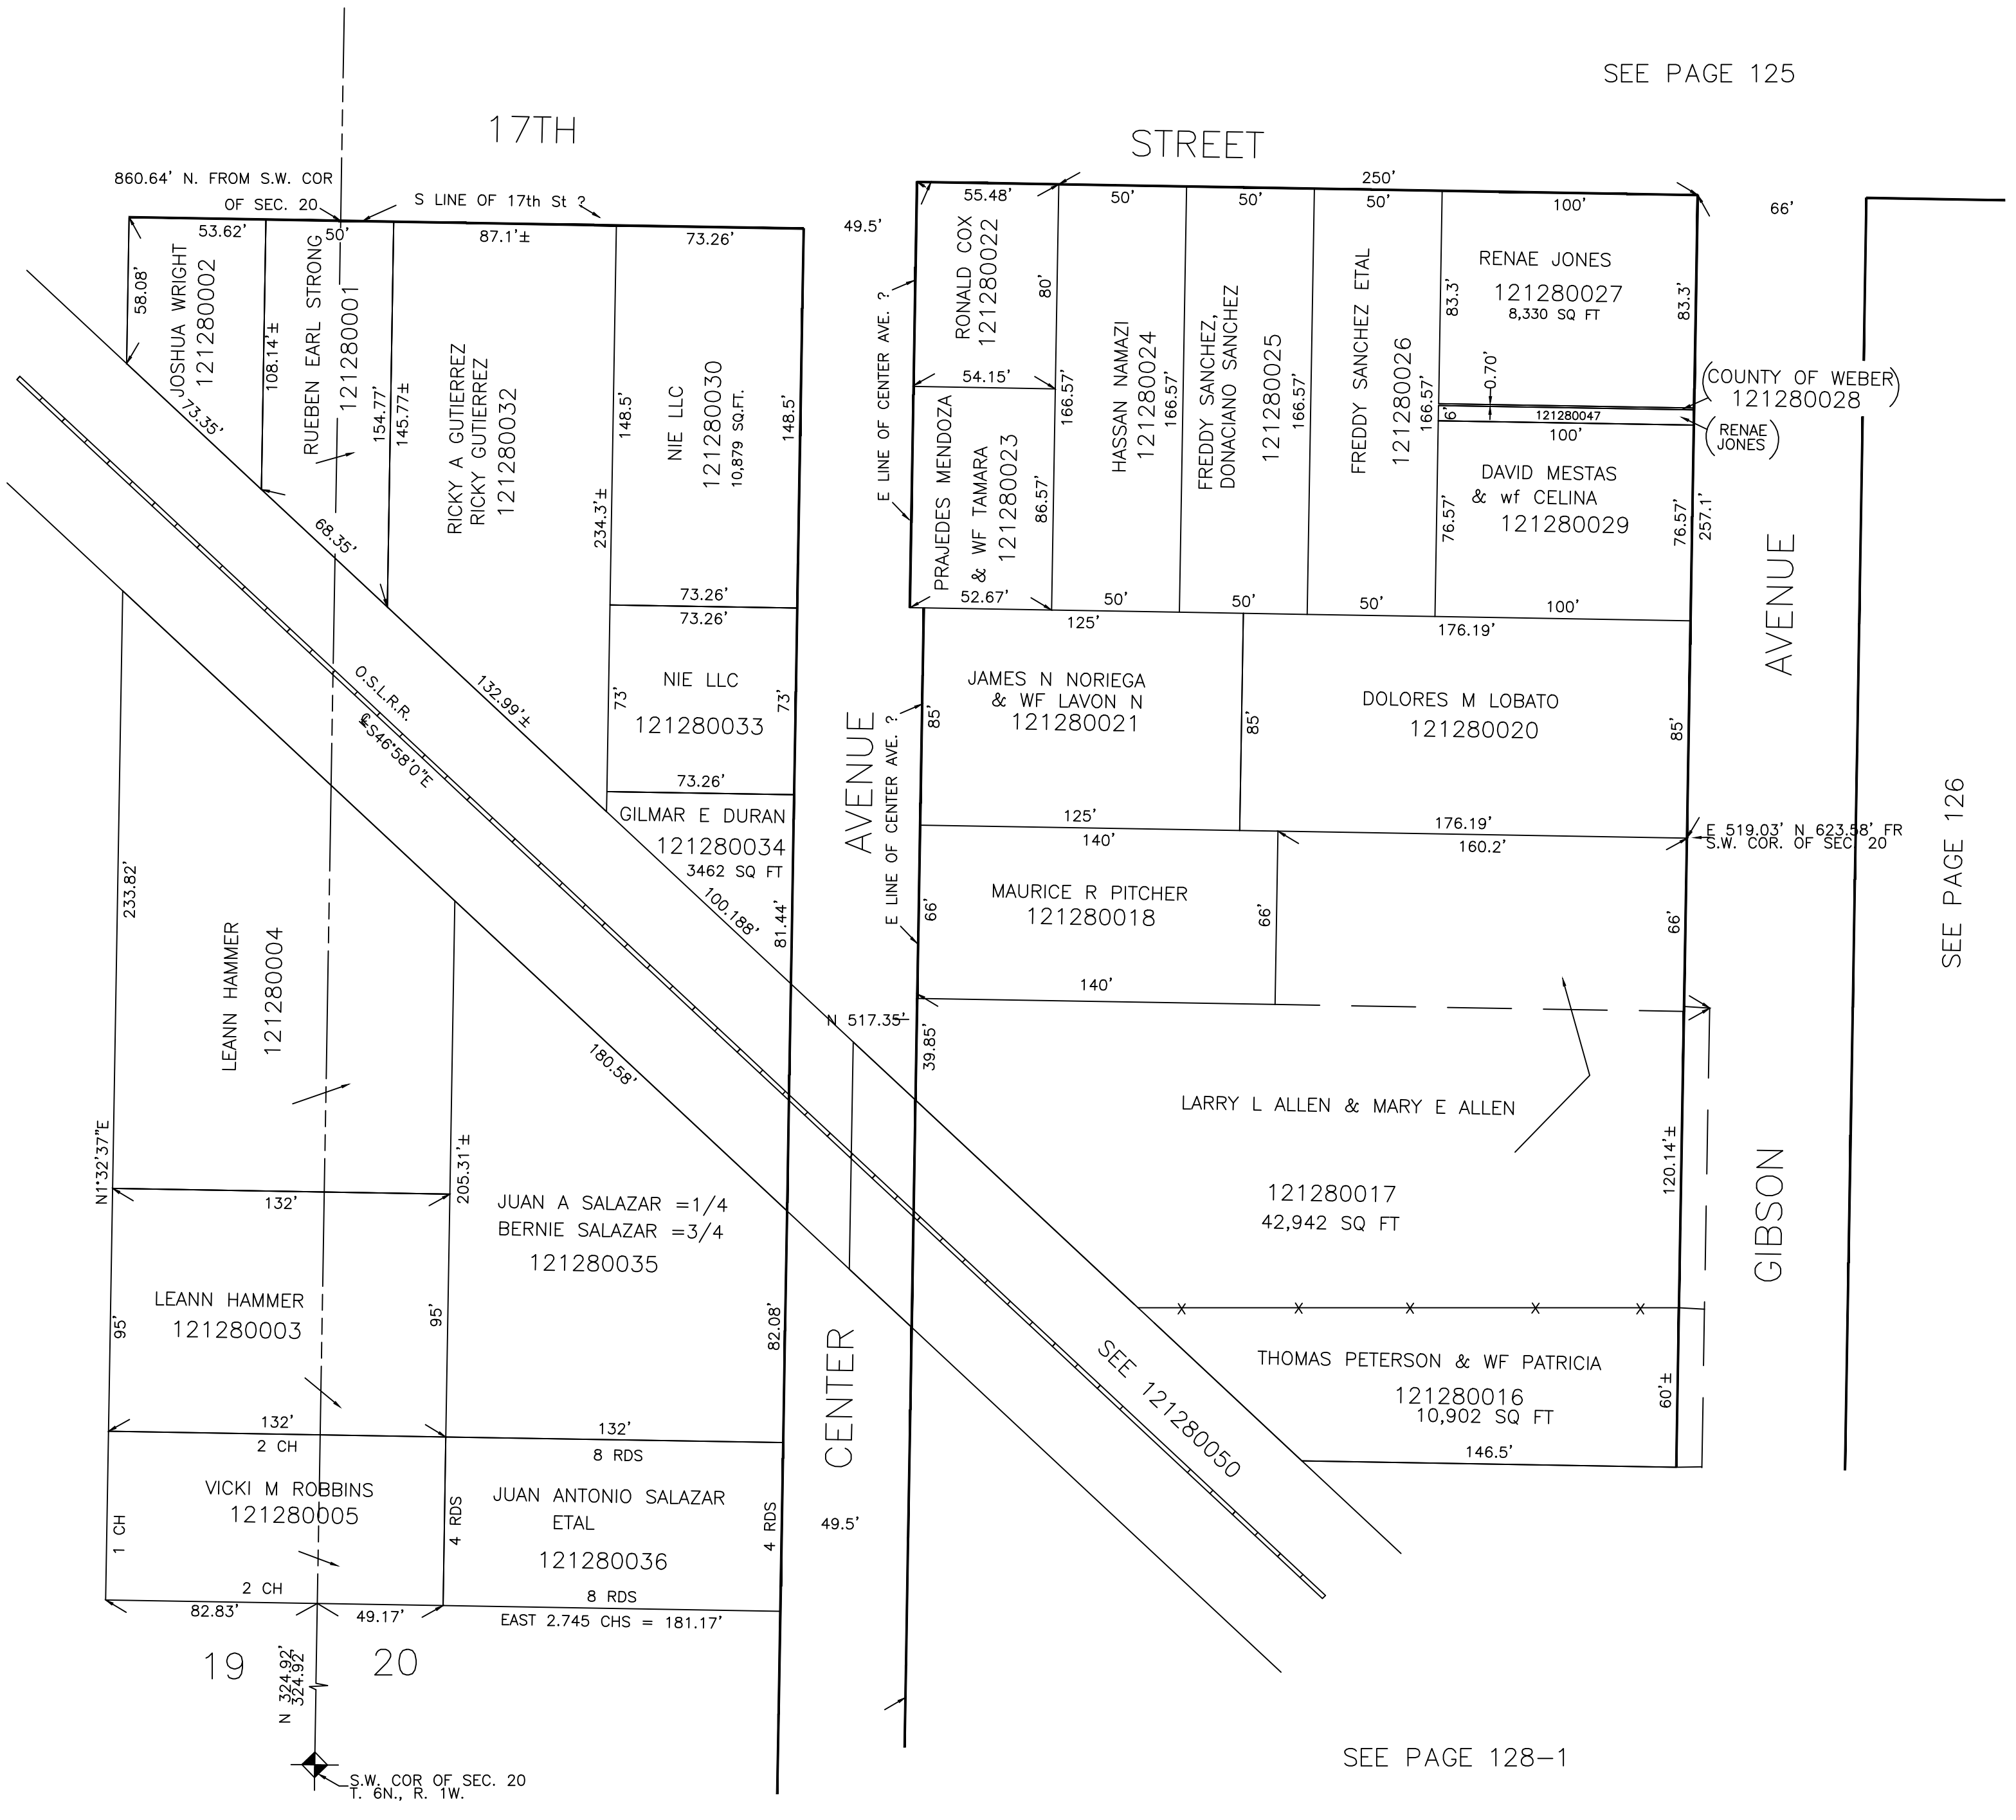 SEE PAGE 125
17TH
STREET
860.64' N. FROM S.W. COR
OF SEC. 20
S LINE OF 17th St ?
53.62'
50'
87.1'±
73.26'
49.5'
55.48'
250'
50'
50'
50'
100'
66'
58.08'
JOSHUA WRIGHT
121280002
73.35'
108.14'±
RUEBEN EARL STRONG
121280001
154.77'
145.77±
68.35'
RICKY A GUTIERREZ
RICKY GUTIERREZ
121280032
234.3'±
148.5'
NIE LLC
121280030
10,879 SQ.FT.
148.5'
73.26'
73.26'
E LINE OF CENTER AVE. ?
RONALD COX
121280022
80'
54.15'
PRAJEDES MENDOZA
& WF TAMARA
121280023
86.57'
52.67'
166.57'
HASSAN NAMAZI
121280024
166.57'
50'
FREDDY SANCHEZ,
DONACIANO SANCHEZ
121280025
166.57'
50'
FREDDY SANCHEZ ETAL
121280026
166.57'
50'
RENAE JONES
121280027
8,330 SQ FT
83.3'
83.3'
0.70'
(COUNTY OF WEBER)
121280028
6'
121280047
(RENAE
JONES)
100'
DAVID MESTAS
& wf CELINA
121280029
76.57'
76.57'
257.1'
100'
AVENUE
O.S.L.R.R.
℄ S46°58'0"E
132.99'±
NIE LLC
121280033
73'
73'
73.26'
GILMAR E DURAN
121280034
3462 SQ FT
100.188'
81.44'
AVENUE
E LINE OF CENTER AVE. ?
125'
JAMES N NORIEGA
& WF LAVON N
121280021
85'
85'
125'
176.19'
DOLORES M LOBATO
121280020
85'
176.19'
E 519.03' N 623.58' FR
S.W. COR. OF SEC 20
SEE PAGE 126
140'
160.2'
MAURICE R PITCHER
121280018
66'
66'
66'
140'
N 517.35'
39.85'
233.82'
LEANN HAMMER
121280004
N1°32'37"E
180.58'
205.31'±
132'
JUAN A SALAZAR =1/4
BERNIE SALAZAR =3/4
121280035
82.08'
LARRY L ALLEN & MARY E ALLEN
121280017
42,942 SQ FT
120.14'±
GIBSON
LEANN HAMMER
121280003
95'
95'
132'
2 CH
132'
8 RDS
CENTER
X X X X X
SEE 121280050
THOMAS PETERSON & WF PATRICIA
121280016
10,902 SQ FT
60'±
146.5'
VICKI M ROBBINS
121280005
1 CH
4 RDS
2 CH
JUAN ANTONIO SALAZAR
ETAL
121280036
4 RDS
8 RDS
49.5'
82.83'
49.17'
EAST 2.745 CHS = 181.17'
19
20
N 324.92'
324.92'
S.W. COR OF SEC. 20
T. 6N., R. 1W.
SEE PAGE 128-1